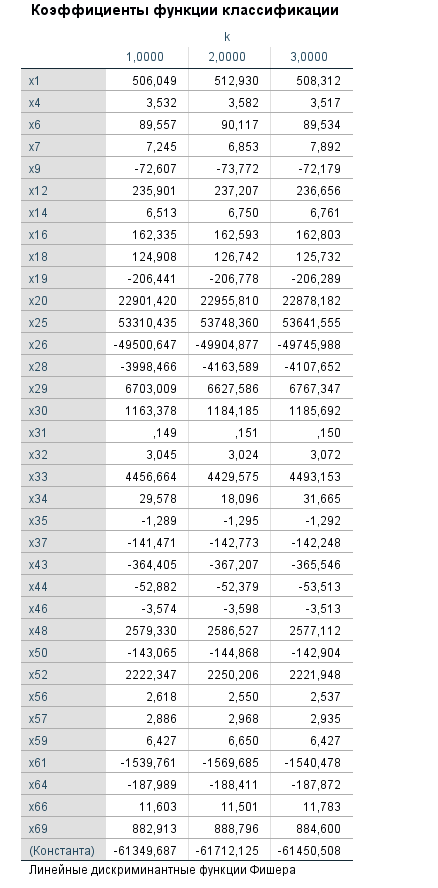 Коэффициенты функции классификации
k
1,0000 2,0000 3,0000
x1 506,049 512,930 508,312
x4 3,532 3,582 3,517
x6 89,557 90,117 89,534
x7 7,245 6,853 7,892
x9 -72,607 -73,772 -72,179
x12 235,901 237,207 236,656
x14 6,513 6,750 6,761
x16 162,335 162,593 162,803
x18 124,908 126,742 125,732
x19 -206,441 -206,778 -206,289
x20 22901,420 22955,810 22878,182
x25 53310,435 53748,360 53641,555
x26 -49500,647 -49904,877 -49745,988
x28 -3998,466 -4163,589 -4107,652
x29 6703,009 6627,586 6767,347
x30 1163,378 1184,185 1185,692
x31 ,149 ,151 ,150
x32 3,045 3,024 3,072
x33 4456,664 4429,575 4493,153
x34 29,578 18,096 31,665
x35 -1,289 -1,295 -1,292
x37 -141,471 -142,773 -142,248
x43 -364,405 -367,207 -365,546
x44 -52,882 -52,379 -53,513
x46 -3,574 -3,598 -3,513
x48 2579,330 2586,527 2577,112
x50 -143,065 -144,868 -142,904
x52 2222,347 2250,206 2221,948
x56 2,618 2,550 2,537
x57 2,886 2,968 2,935
x59 6,427 6,650 6,427
x61 -1539,761 -1569,685 -1540,478
x64 -187,989 -188,411 -187,872
x66 11,603 11,501 11,783
x69 882,913 888,796 884,600
(Константа) -61349,687 -61712,125 -61450,508
Линейные дискриминантные функции Фишера